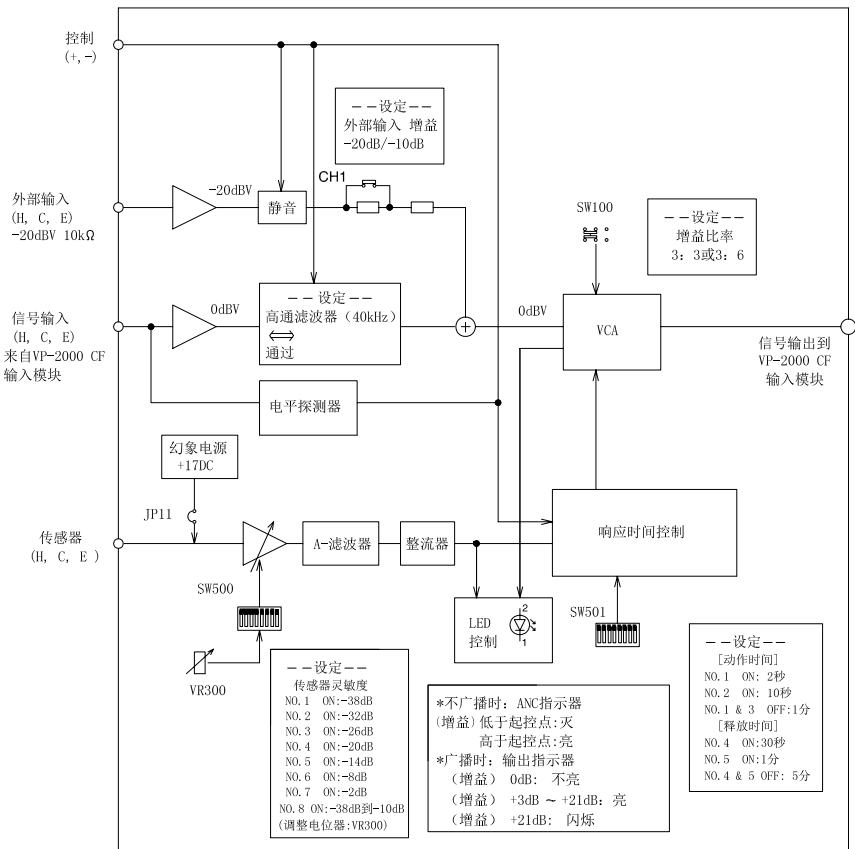 控制
(+,-)
--设定--
外部输入 增益
-20dB/-10dB
CH1
外部输入
(H, C, E)
-20dBV 10kΩ
-20dBV
静音
SW100
--设定--
增益比率
3: 3或3: 6
信号输入
(H, C, E)
来自VP-2000 CF
输入模块
0dBV
--设定--
高通滤波器(40kHz)
通过
0dBV
VCA
信号输出到
VP-2000 CF
输入模块
电平探测器
幻象电源
+17DC
JP11
传感器
(H, C, E )
A-滤波器
整流器
响应时间控制
SW500
VR300
LED
控制
2
1
SW501
--设定--
传感器灵敏度
NO.1 ON:-38dB
NO.2 ON:-32dB
NO.3 ON:-26dB
NO.4 ON:-20dB
NO.5 ON:-14dB
NO.6 ON:-8dB
NO.7 ON:-2dB
NO.8 ON:-38dB到-10dB
(调整电位器:VR300)
*不广播时: ANC指示器
(增益)低于起控点:灭
高于起控点:亮
*广播时: 输出指示器
(增益) 0dB: 不亮
(增益) +3dB ~ +21dB: 亮
(增益) +21dB: 闪烁
--设定--
[动作时间]
NO.1 ON: 2秒
NO.2 ON: 10秒
NO.1 & 3 OFF:1分
[释放时间]
NO.4 ON:30秒
NO.5 ON:1分
NO.4 & 5 OFF: 5分